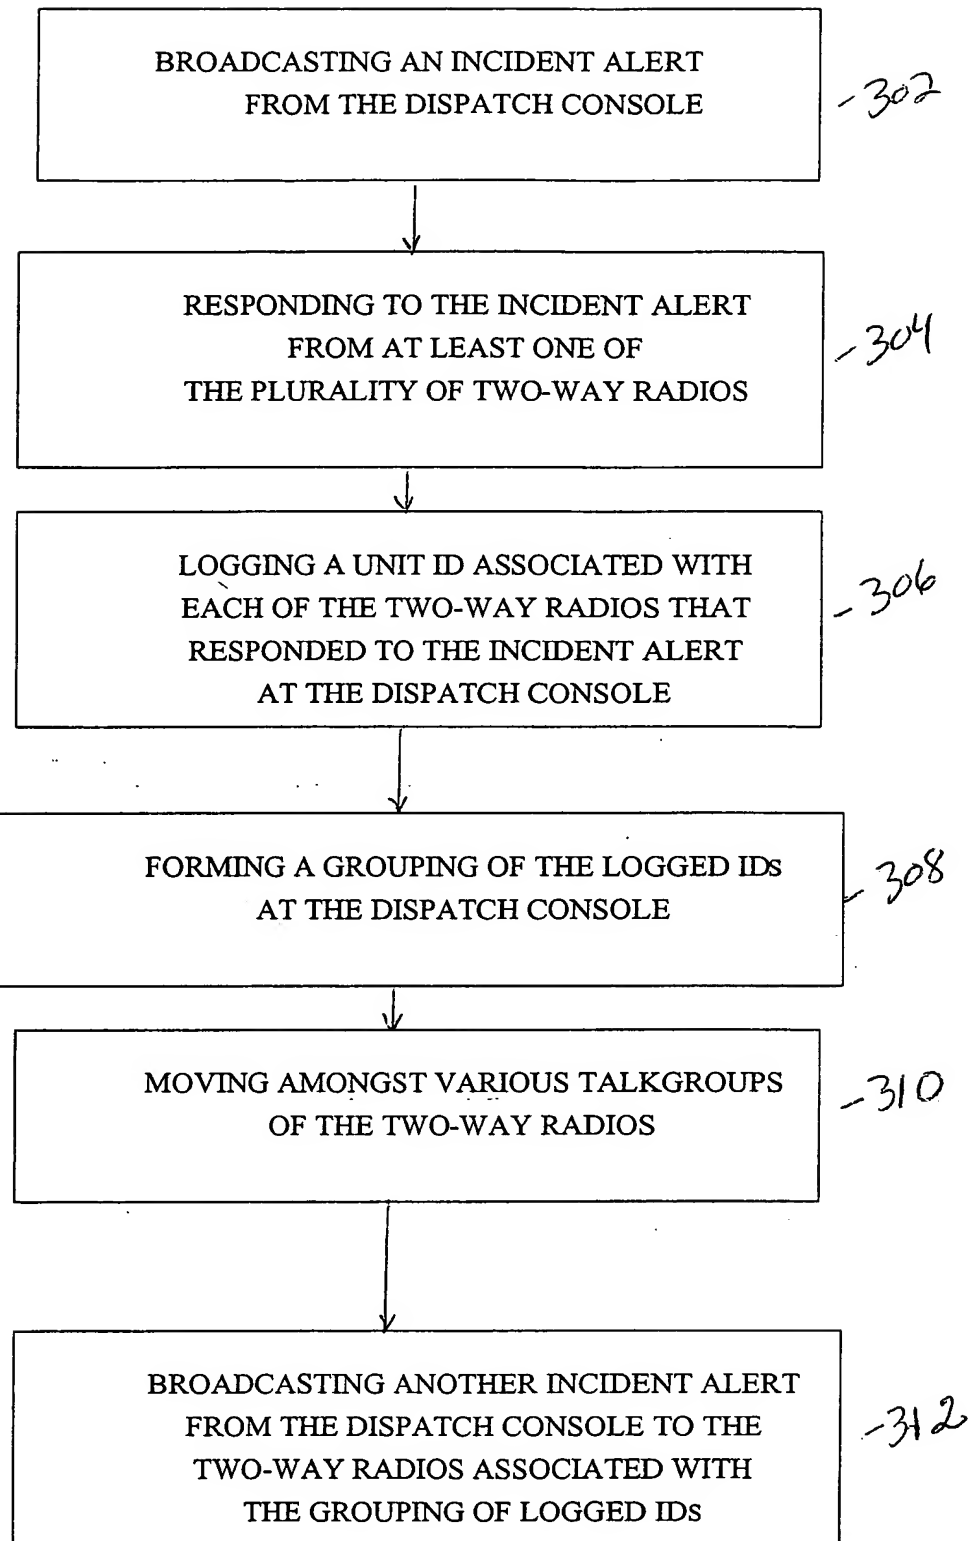 BROADCASTING AN INCIDENT ALERT
FROM THE DISPATCH CONSOLE
-302
RESPONDING TO THE INCIDENT ALERT
FROM AT LEAST ONE OF
THE PLURALITY OF TWO-WAY RADIOS
-304
LOGGING A UNIT ID ASSOCIATED WITH
EACH OF THE TWO-WAY RADIOS THAT
RESPONDED TO THE INCIDENT ALERT
AT THE DISPATCH CONSOLE
-306
FORMING A GROUPING OF THE LOGGED IDs
AT THE DISPATCH CONSOLE
-308
MOVING AMONGST VARIOUS TALKGROUPS
OF THE TWO-WAY RADIOS
-310
BROADCASTING ANOTHER INCIDENT ALERT
FROM THE DISPATCH CONSOLE TO THE
TWO-WAY RADIOS ASSOCIATED WITH
THE GROUPING OF LOGGED IDs
-312